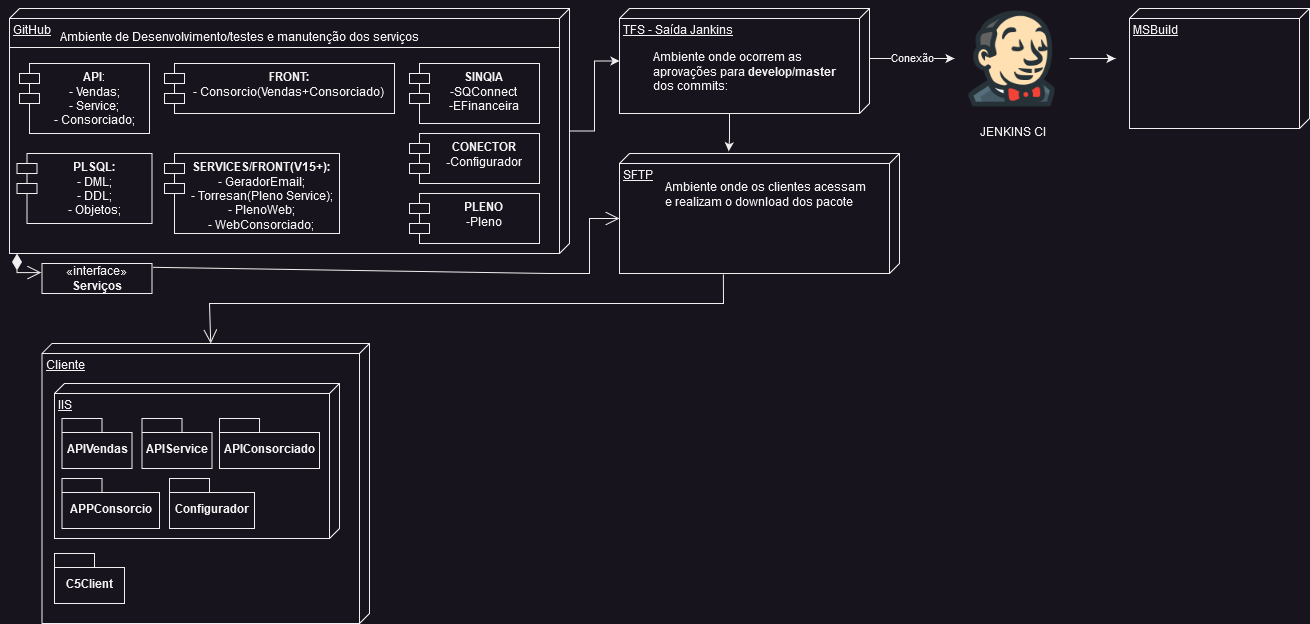 GitHub
Ambiente de Desenvolvimento/testes e manutenção dos serviços
API:
- Vendas;
- Service;
- Consorciado;
FRONT:
- Consorcio(Vendas+Consorciado)
SINQIA
-SQConnect
-EFinanceira
PLSQL:
- DML;
- DDL;
- Objetos;
SERVICES/FRONT(V15+):
- GeradorEmail;
- Torresan(Pleno Service);
- PlenoWeb;
- WebConsorciado;
CONECTOR
-Configurador
PLENO
-Pleno
«interface»
Serviços
TFS - Saída Jankins
Ambiente onde ocorrem as
aprovações para develop/master
dos commits:
Conexão
JENKINS CI
MSBuild
SFTP
Ambiente onde os clientes acessam
e realizam o download dos pacote
Cliente
IIS
APIVendas
APIService
APIConsorciado
APPConsorcio
Configurador
C5Client